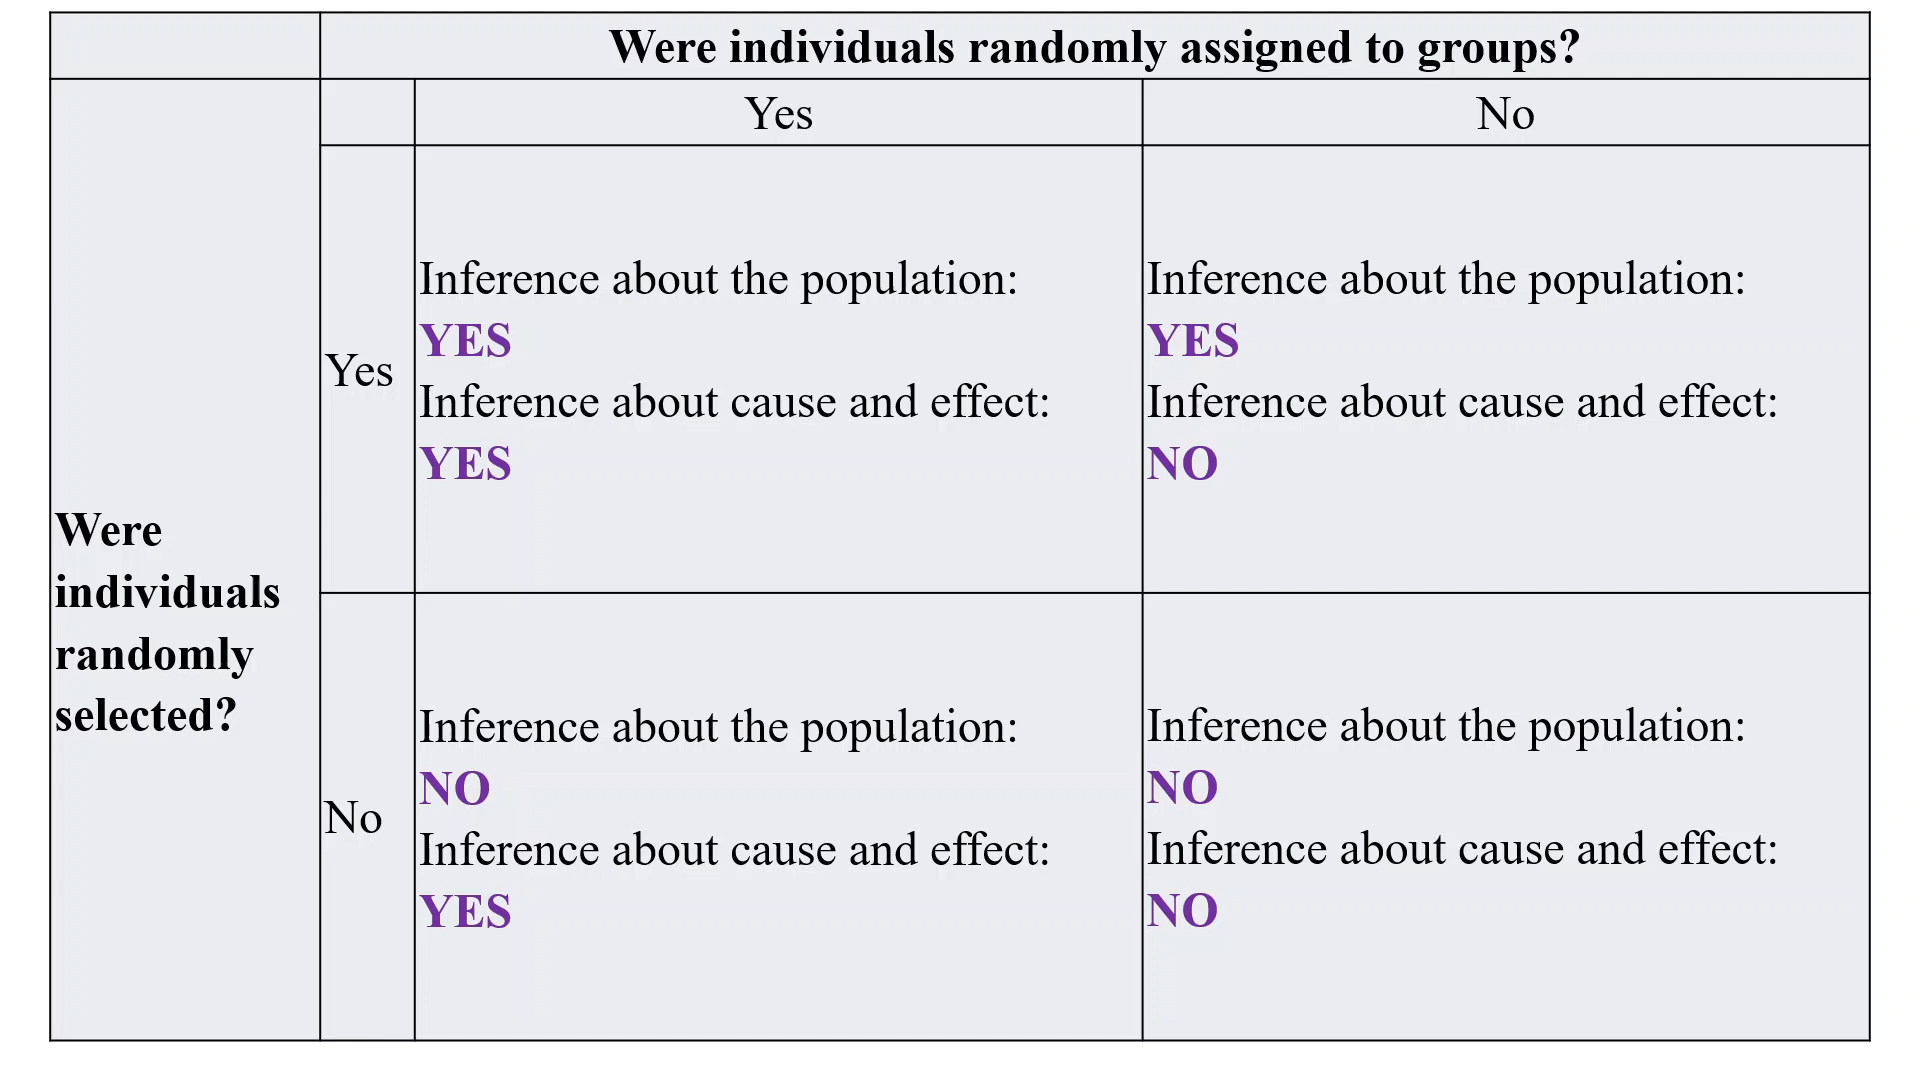 Were individuals randomly assigned to groups?
Yes
No
Were
individuals
randomly
selected?
Yes
Inference about the population:
YES
Inference about cause and effect:
YES
Inference about the population:
YES
Inference about cause and effect:
NO
No
Inference about the population:
NO
Inference about cause and effect:
YES
Inference about the population:
NO
Inference about cause and effect:
NO